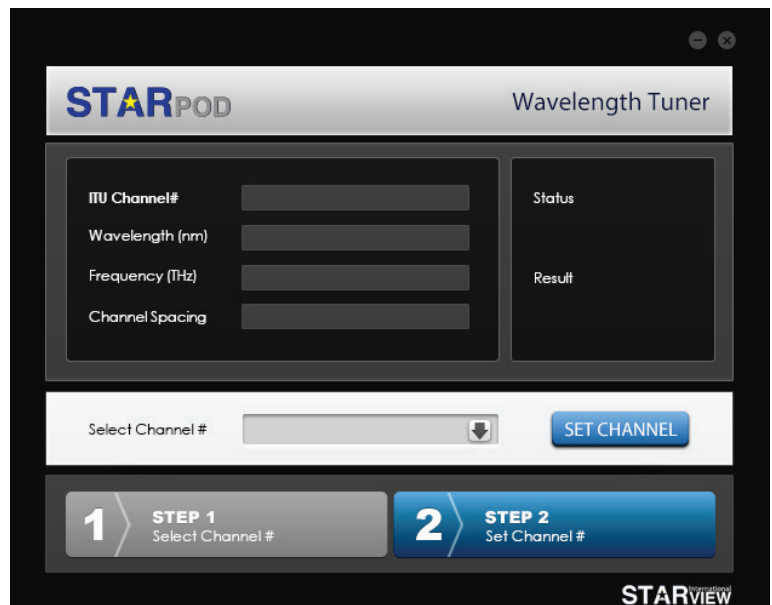 STARPOD
Wavelength Tuner
ITU Channel#
Wavelength (nm)
Frequency (THz)
Channel Spacing
Status
Result
Select Channel #
SET CHANNEL
1
STEP 1
Select Channel #
2
STEP 2
Set Channel #
International
STARVIEW